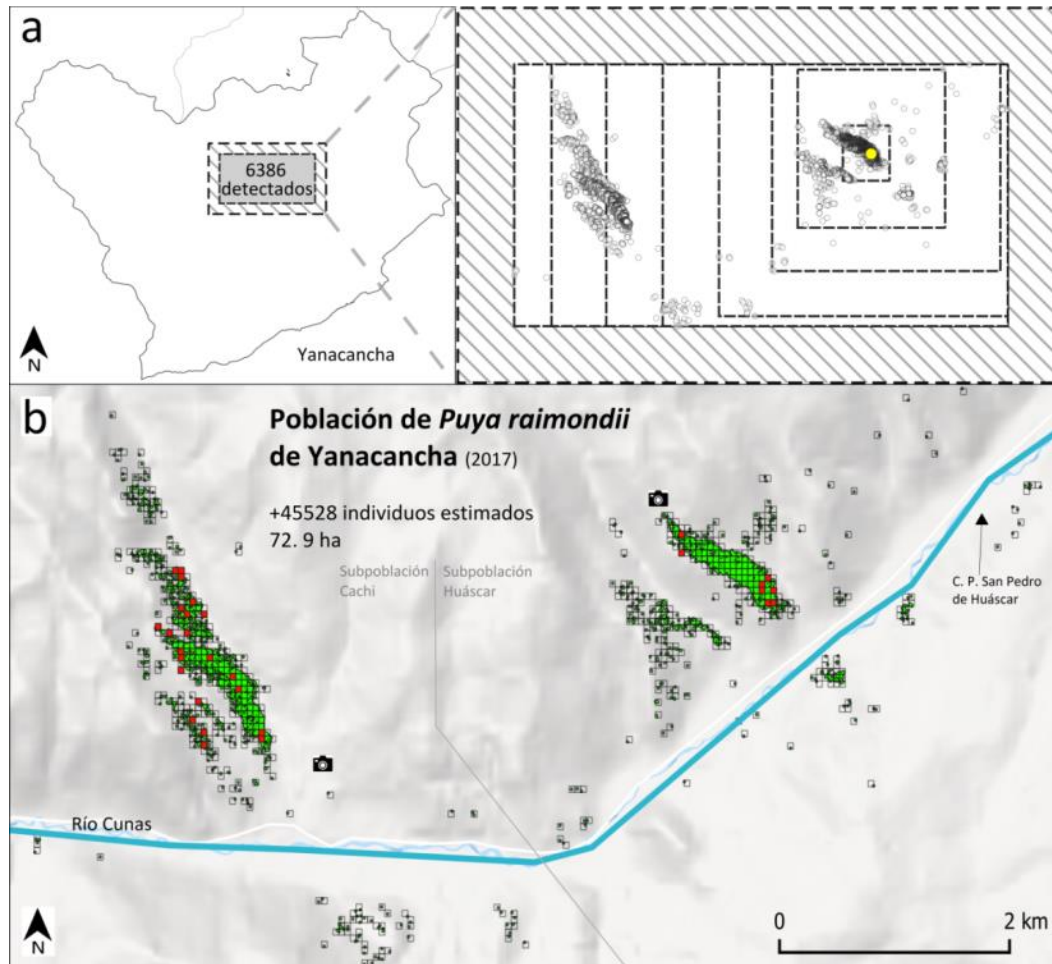 a
6386
detectados
N
Yanacancha
b
Población de Puya raimondii
de Yanacancha (2017)
+45528 individuos estimados
72. 9 ha
Subpoblación
Cachi
Subpoblación
Huáscar
C. P. San Pedro
de Huáscar
Río Cunas
N
0
2 km